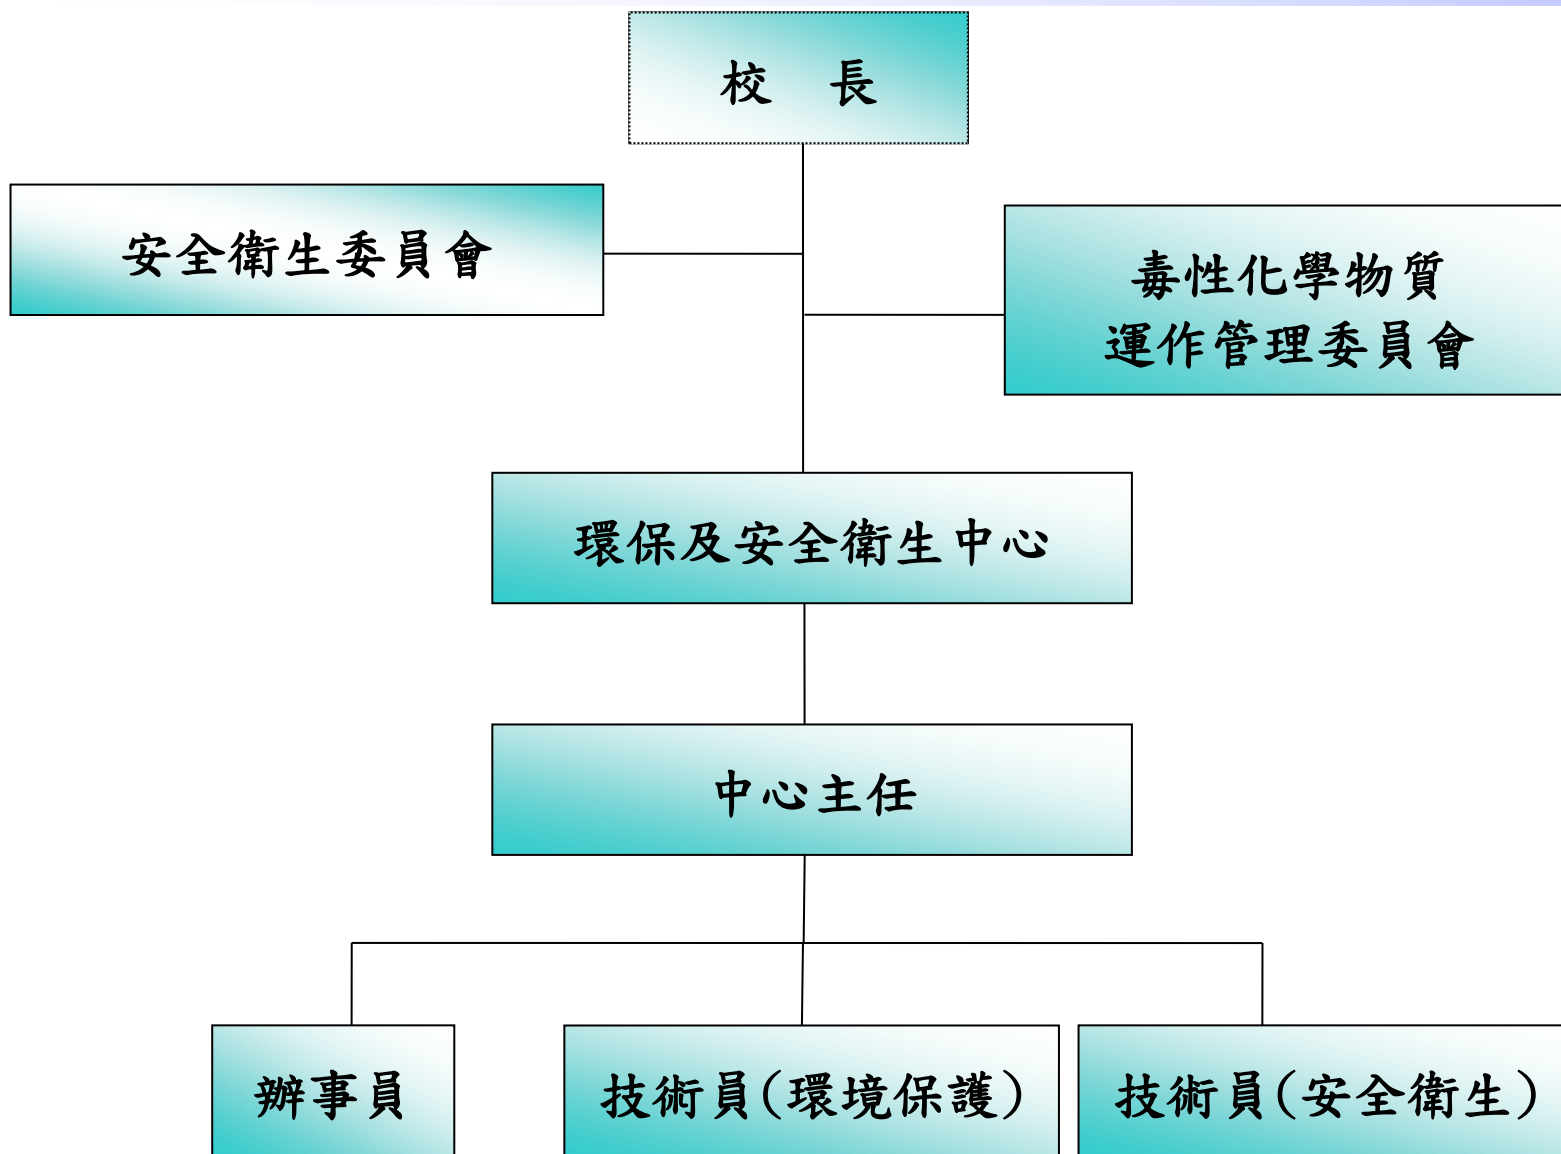 校 長
安全衛生委員會
毒性化學物質
運作管理委員會
環保及安全衛生中心
中心主任
辦事員
技術員(環境保護)
技術員(安全衛生)